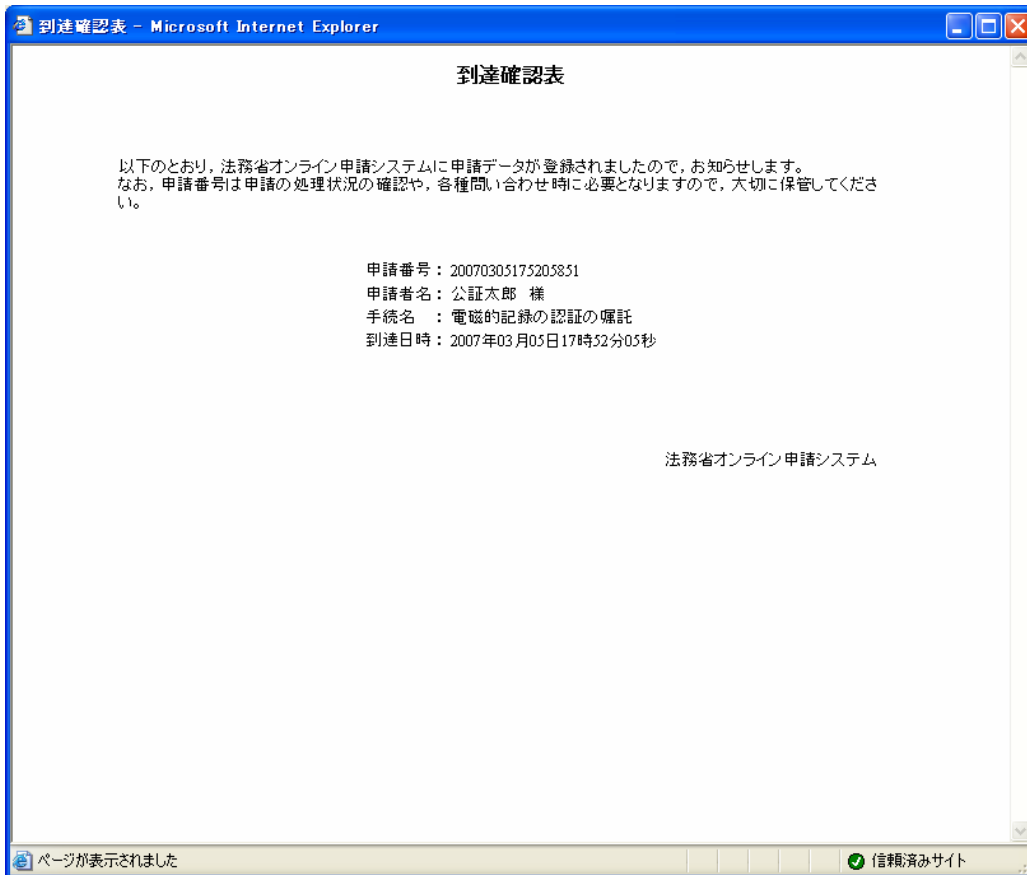 到達確認表 - Microsoft Internet Explorer
到達確認表
以下のとおり,法務省オンライン申請システムに申請データが登録されましたので,お知らせします。
なお,申請番号は申請の処理状況の確認や,各種問い合わせ時に必要となりますので,大切に保管してくださ
い。
申請番号：20070305175205851
申請者名：公証太郎　様
手続名　：電磁的記録の認証の嘱託
到達日時：2007年03月05日17時52分05秒
法務省オンライン申請システム
ページが表示されました
信頼済みサイト